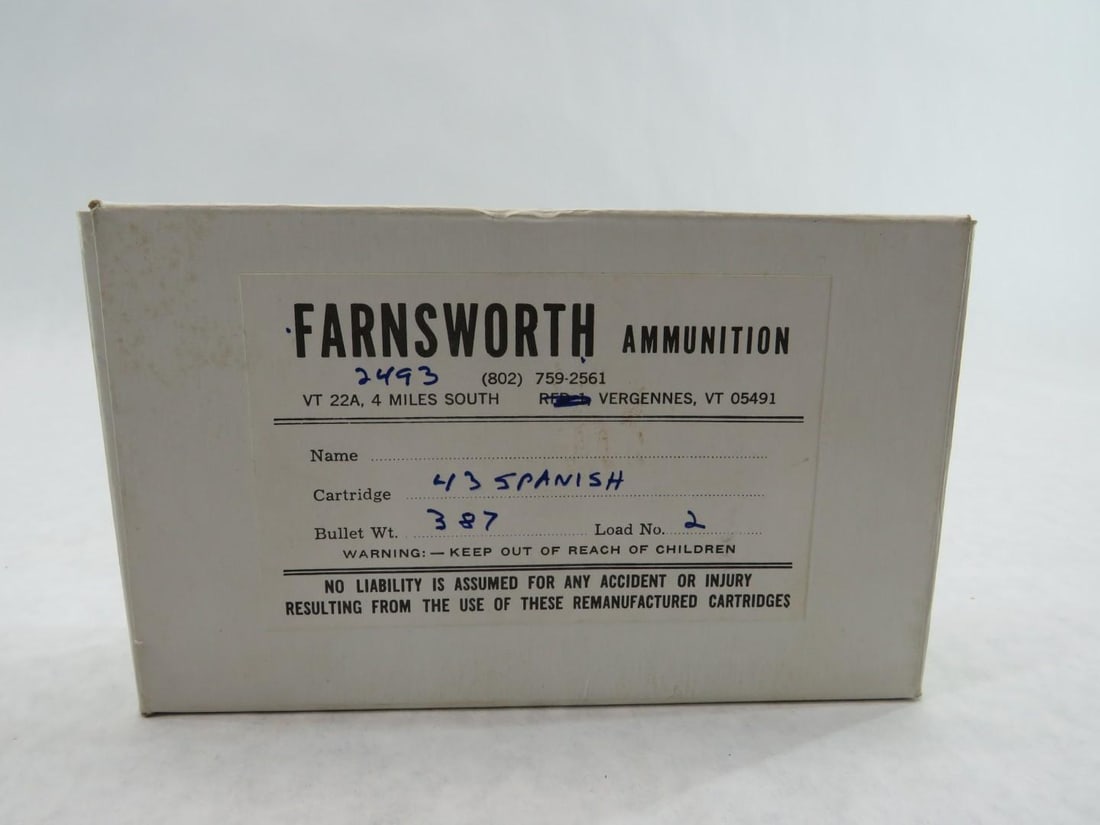 FARNSWORTH AMMUNITION
2493 (802) 759-2561
VT 22A, 4 MILES SOUTH VERGENNES, VT 05491
Name
Cartridge 43 SPANISH
Bullet Wt. 387 Load No. 2
WARNING: — KEEP OUT OF REACH OF CHILDREN
NO LIABILITY IS ASSUMED FOR ANY ACCIDENT OR INJURY
RESULTING FROM THE USE OF THESE REMANUFACTURED CARTRIDGES